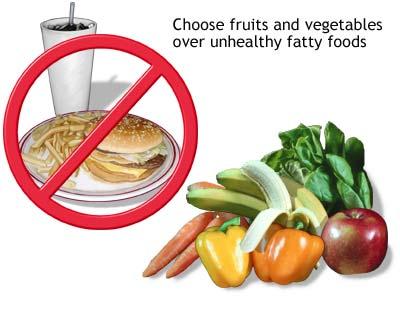 Choose fruits and vegetables
over unhealthy fatty foods